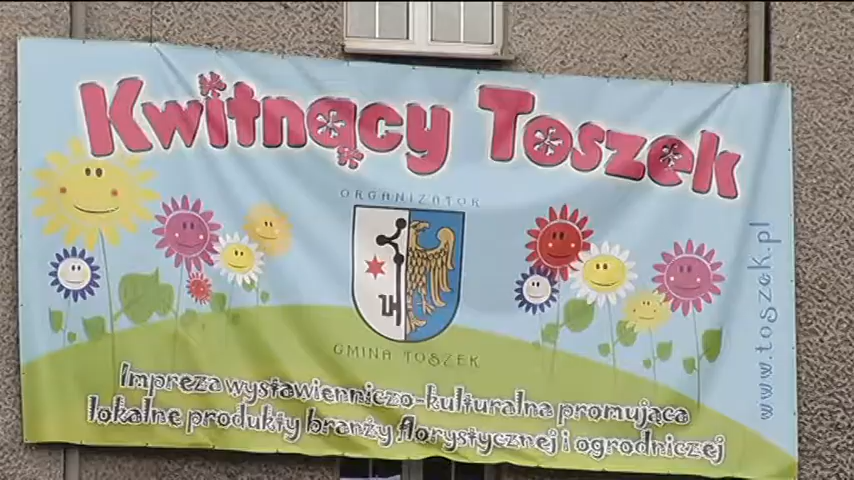 Kwitnący Toszek
ORGANIZATOR
GMINA TOSZEK
www.toszek.pl
Impreza wystawienniczo-kulturalna promująca
lokalne produkty branży florystycznej i ogrodniczej